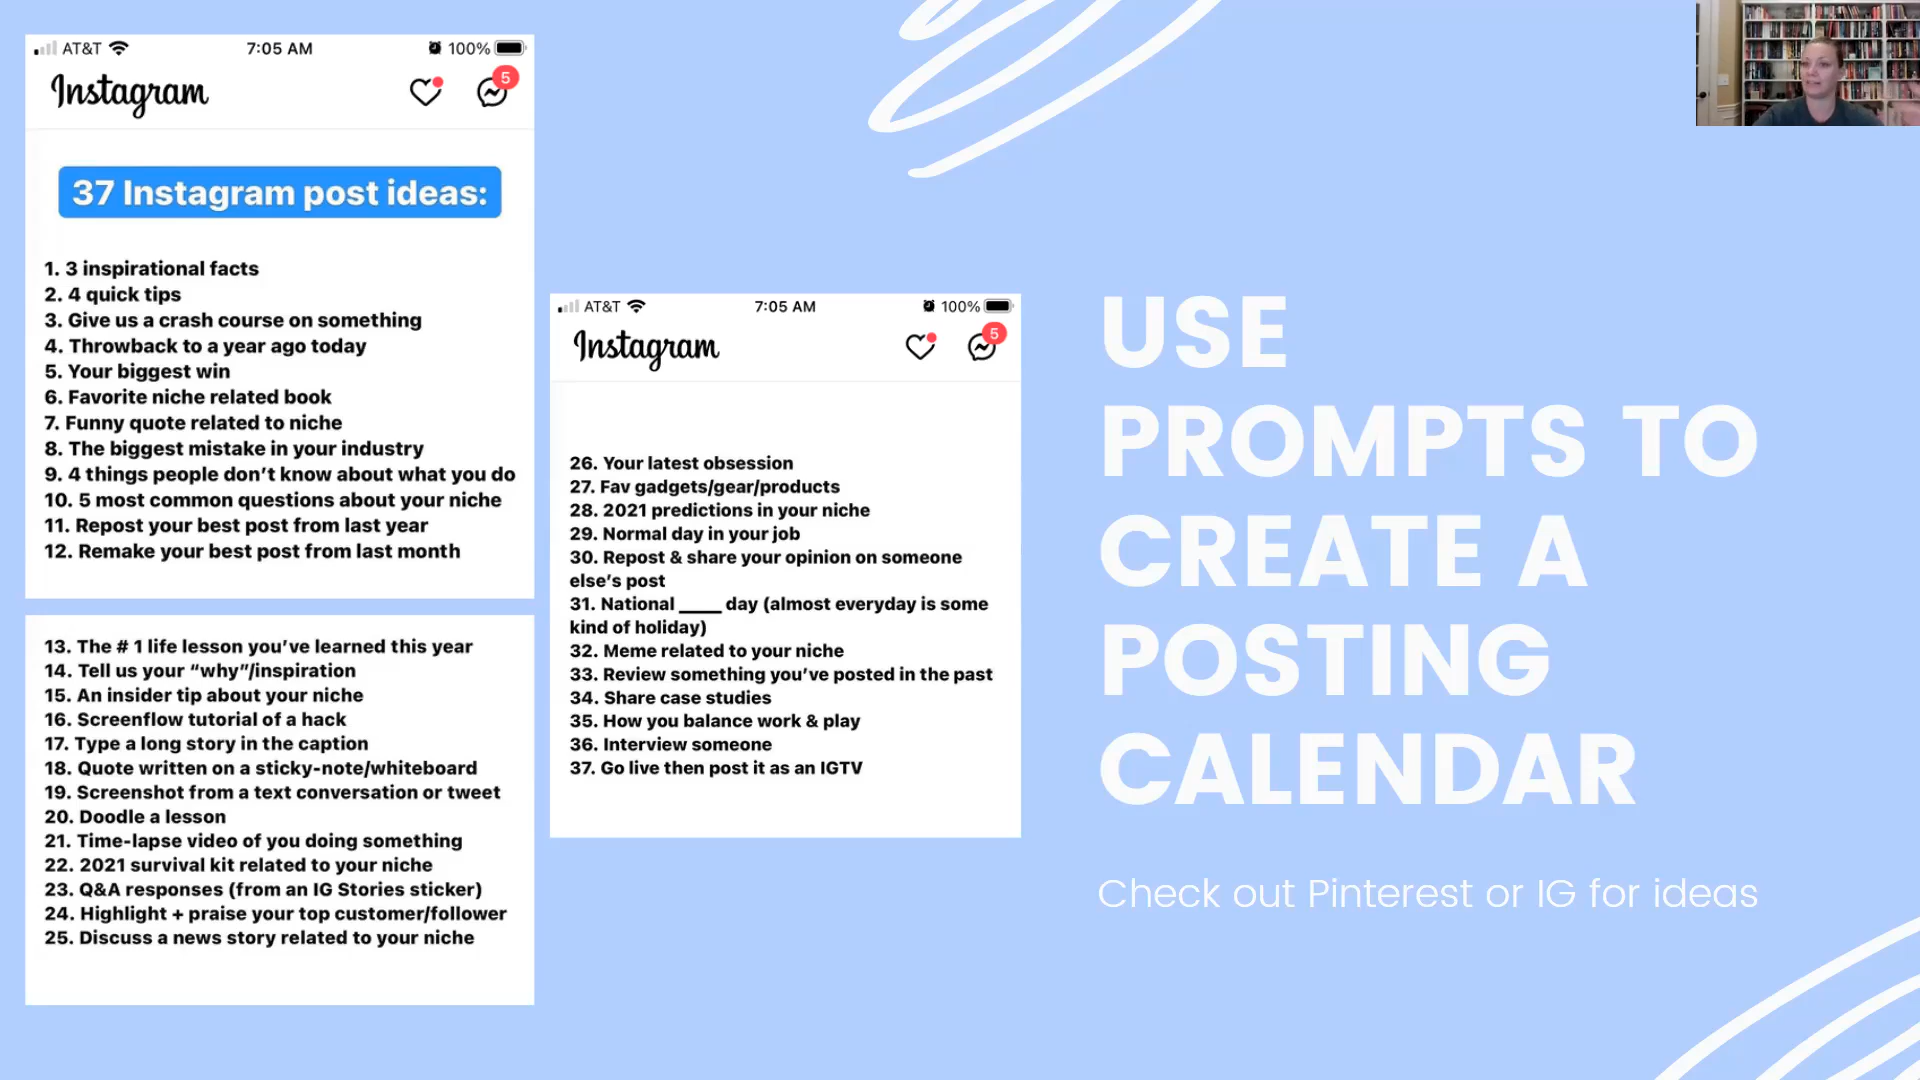 AT&T 7:05 AM 100%
Instagram 5
37 Instagram post ideas:
1. 3 inspirational facts
2. 4 quick tips
3. Give us a crash course on something
4. Throwback to a year ago today
5. Your biggest win
6. Favorite niche related book
7. Funny quote related to niche
8. The biggest mistake in your industry
9. 4 things people don’t know about what you do
10. 5 most common questions about your niche
11. Repost your best post from last year
12. Remake your best post from last month
13. The # 1 life lesson you’ve learned this year
14. Tell us your “why”/inspiration
15. An insider tip about your niche
16. Screenflow tutorial of a hack
17. Type a long story in the caption
18. Quote written on a sticky-note/whiteboard
19. Screenshot from a text conversation or tweet
20. Doodle a lesson
21. Time-lapse video of you doing something
22. 2021 survival kit related to your niche
23. Q&A responses (from an IG Stories sticker)
24. Highlight + praise your top customer/follower
25. Discuss a news story related to your niche
AT&T 7:05 AM 100%
Instagram 5
26. Your latest obsession
27. Fav gadgets/gear/products
28. 2021 predictions in your niche
29. Normal day in your job
30. Repost & share your opinion on someone
else’s post
31. National ____ day (almost everyday is some
kind of holiday)
32. Meme related to your niche
33. Review something you’ve posted in the past
34. Share case studies
35. How you balance work & play
36. Interview someone
37. Go live then post it as an IGTV
USE
PROMPTS TO
CREATE A
POSTING
CALENDAR
Check out Pinterest or IG for ideas